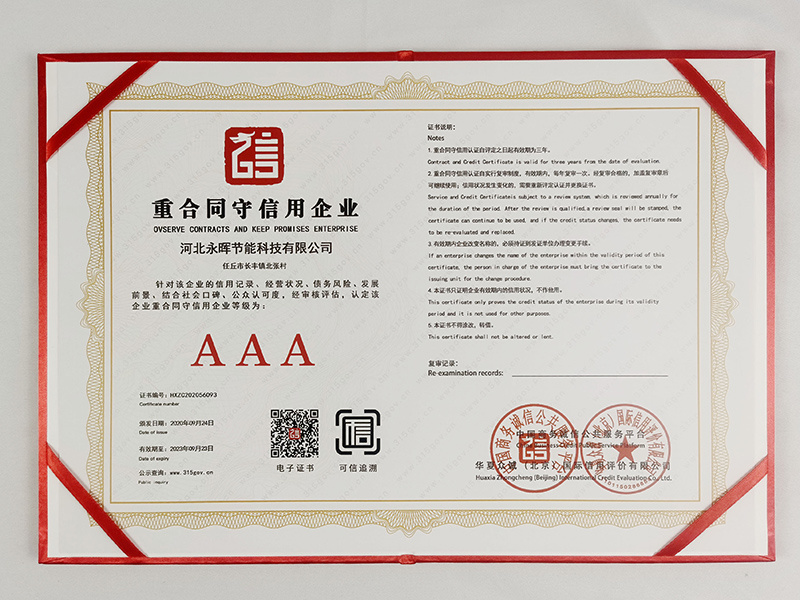 重合同守信用企业
OVSERVE CONTRACTS AND KEEP PROMISES ENTERPRISE
河北永晖节能科技有限公司
任丘市长丰镇北张村
针对该企业的信用记录、经营状况、债务风险、发展
前景、结合社会口碑、公众认可度，经审核评估，认定该
企业重合同守信用企业等级为：
AAA
证书编号：HXZC202056093
Certificate number
颁发日期：2020年09月24日
Date of issue
有效期至：2023年09月23日
Date of expiry
公示查询：www.315gov.cn
Public inquiry
电子证书
可信追溯
证书说明：
Notes
1.重合同守信用认证自评定之日起有效期为三年。
Contract and Credit Certificate is valid for three years from the date of evaluation.
2.重合同守信用认证自实行复审制度，有效期内，每年复审一次。经复审合格的，加盖复审章后
可继续使用；信用状况发生变化的，需要重新评定认证并更换证书。
Service and Credit Certificateis subject to a review system, which is reviewed annually for
the duration of the period. After the review is qualified,a review seal will be stamped, the
certificate can continue to be used, and if the credit status changes, the certificate needs
to be re-evaluated and replaced.
3.有效期内企业改变名称的，必须持证到发证单位办理变更手续。
If an enterprise changes the name of the enterprise within the validity period of this
certificate, the person in charge of the enterprise must bring the certificate to the
issuing unit for the change procedure.
4.本证书只证明企业有效期内的信用状况，不作他用。
This certificate only proves the credit status of the enterprise during its validity
period and it is not used for other purposes.
5.本证书不得涂改，转借。
This certificate shall not be altered or lent.
复审记录：
Re-examination records:
中国商务诚信公共服务平台
华夏众诚（北京）国际信用评价有限公司
Huaxia Zhongcheng (Beijing) International Credit Evaluation Co., Ltd.